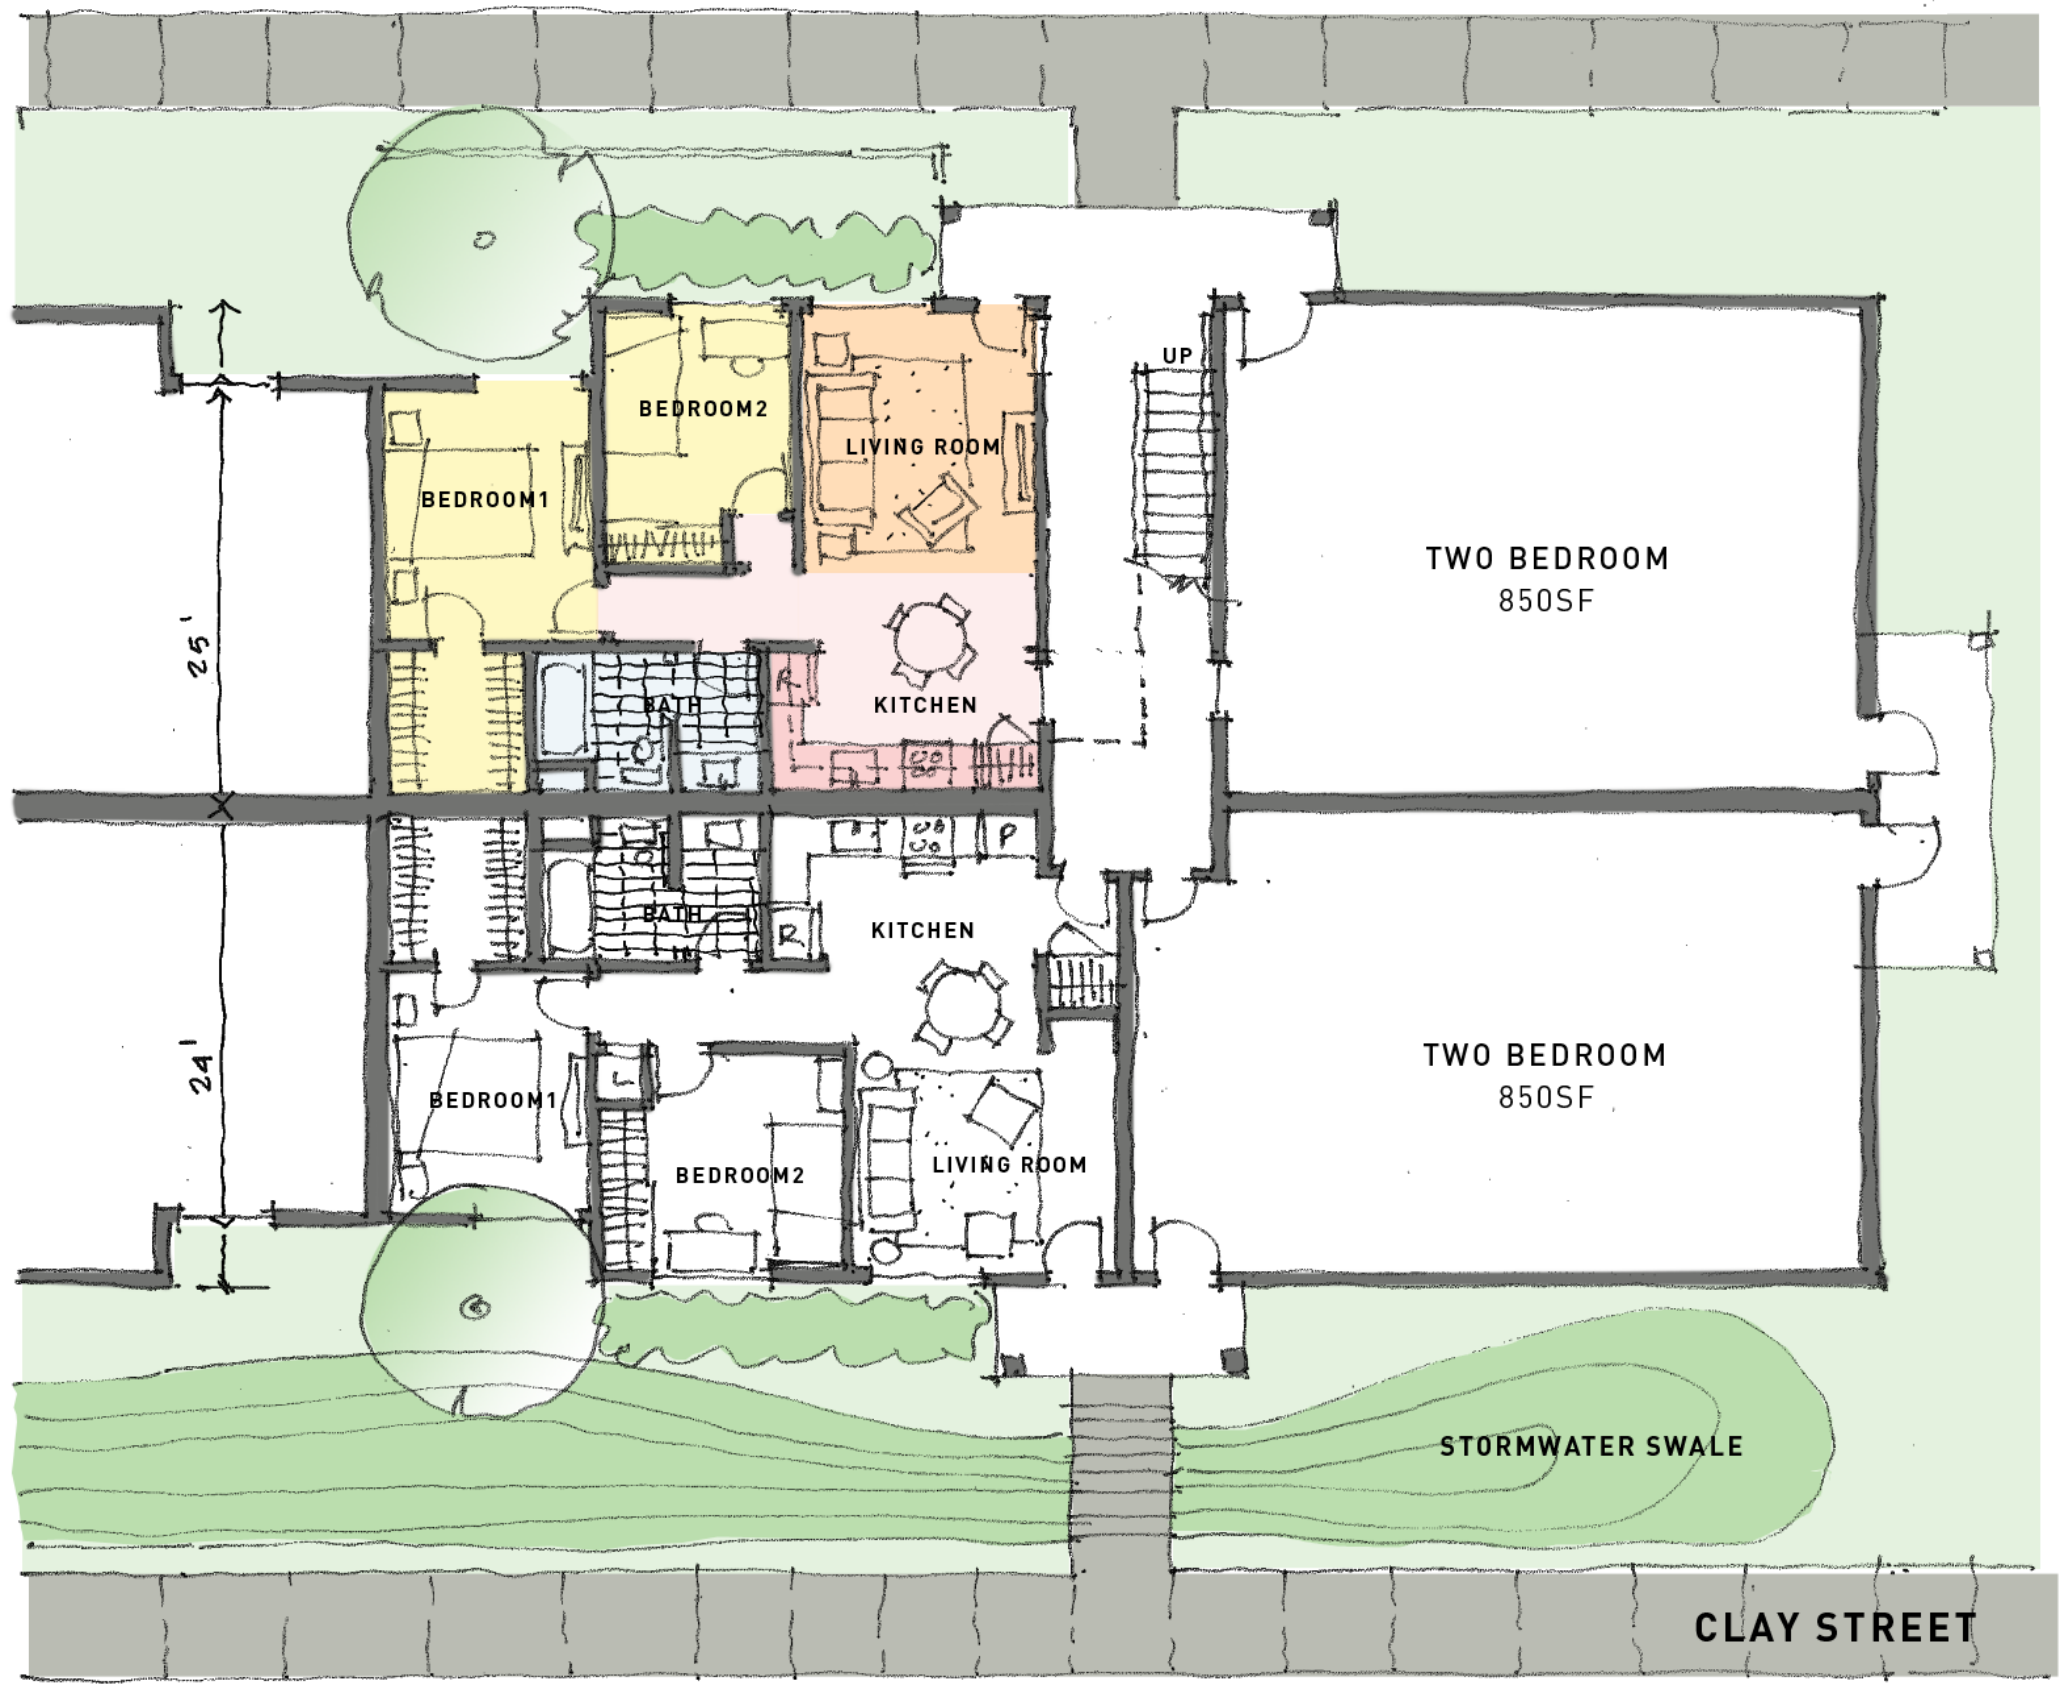 UP
BEDROOM2
LIVING ROOM
BEDROOM1
TWO BEDROOM
850SF
25'
R
BATH
KITCHEN
P
BATH
R
KITCHEN
24'
BEDROOM1
TWO BEDROOM
850SF
LIVING ROOM
BEDROOM2
STORMWATER SWALE
CLAY STREET